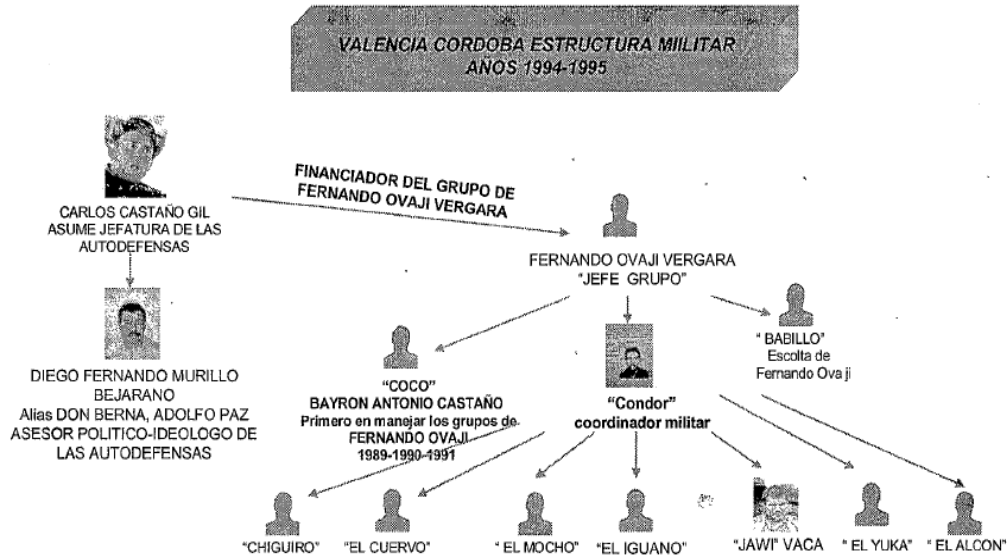 VALENCIA CORDOBA ESTRUCTURA MIILITAR
AÑOS 1994-1995
FINANCIADOR DEL GRUPO DE
FERNANDO OVAJI VERGARA
CARLOS CASTAÑO GIL
ASUME JEFATURA DE LAS
AUTODEFENSAS
FERNANDO OVAJI VERGARA
"JEFE GRUPO"
DIEGO FERNANDO MURILLO
BEJARANO
Alias DON BERNA, ADOLFO PAZ
ASESOR POLITICO-IDEOLOGO DE
LAS AUTODEFENSAS
"COCO"
BAYRON ANTONIO CASTAÑO
Primero en manejar los grupos de
FERNANDO OVAJI
1989-1990-1991
"Condor"
coordinador militar
" BABILLO"
Escolta de
Fernando Ova ji
"CHIGUIRO"
"EL CUERVO"
" EL MOCHO"
"EL IGUANO"
"JAWI" VACA
" EL YUKA"
" EL ALCON"